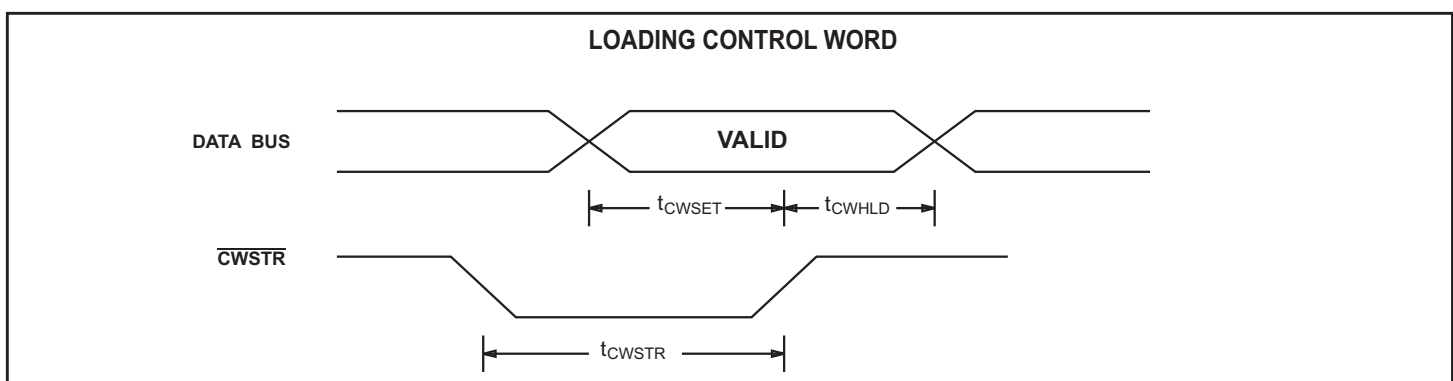 LOADING CONTROL WORD
DATA BUS
VALID
tCWSET
tCWHLD
CWSTR
tCWSTR